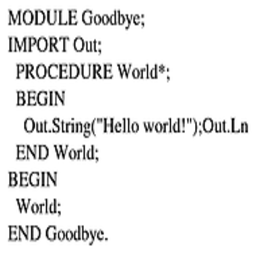 MODULE Goodbye;
IMPORT Out;
  PROCEDURE World*;
  BEGIN
    Out.String("Hello world!");Out.Ln
  END World;
BEGIN
  World;
END Goodbye.